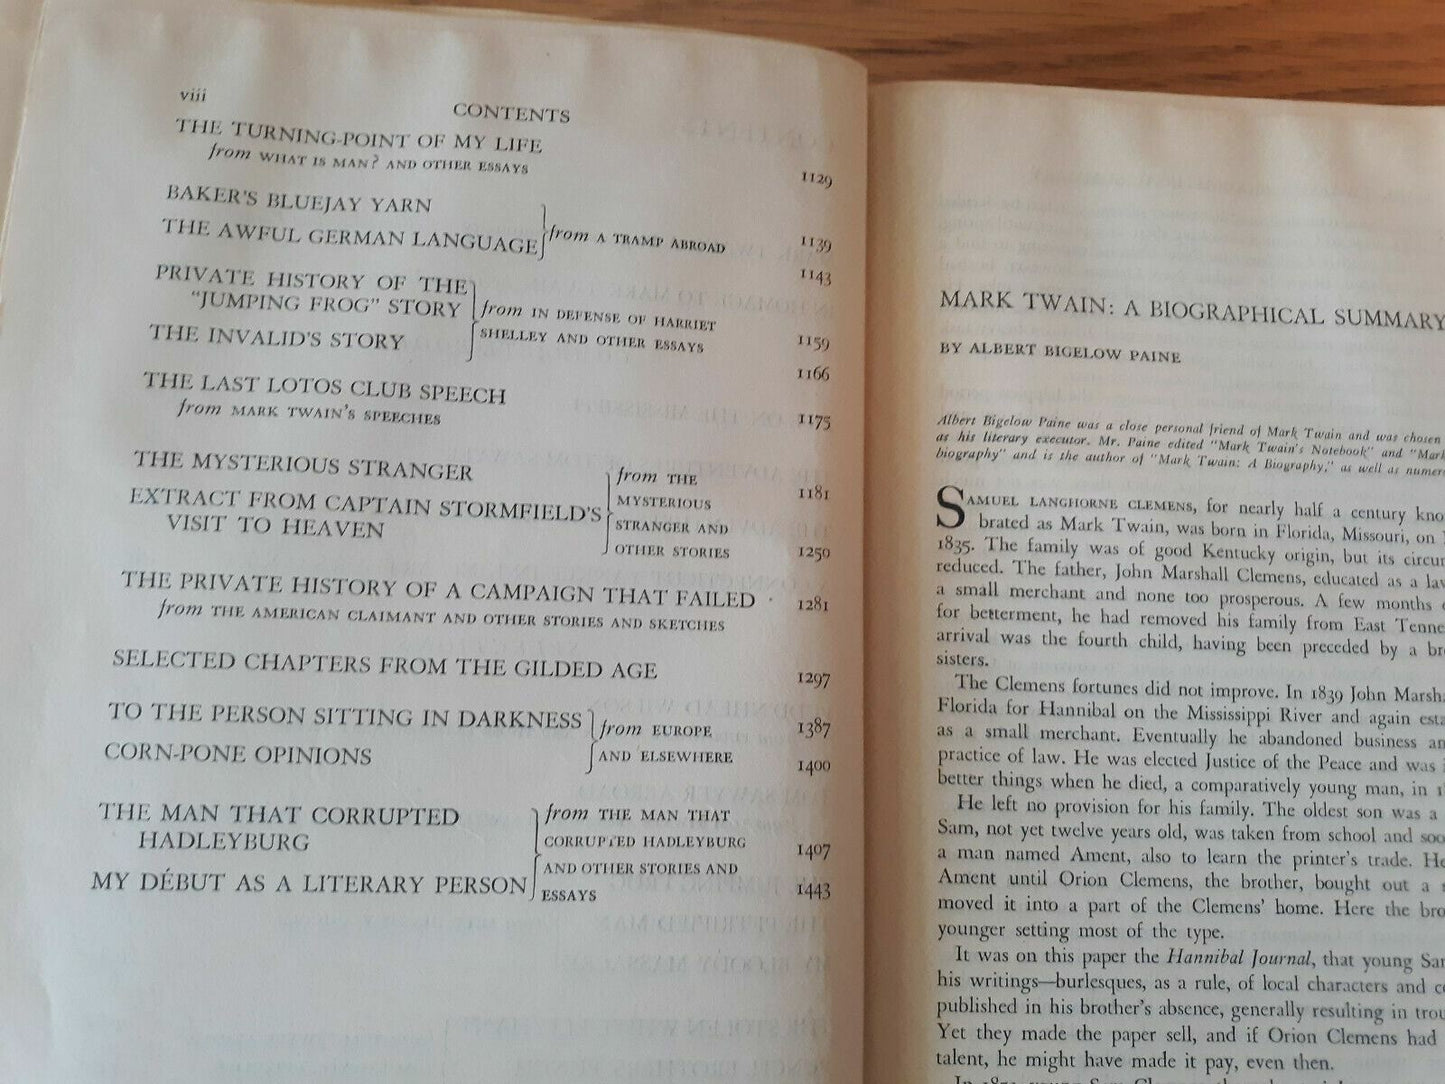 viii
CONTENTS
THE TURNING-POINT OF MY LIFE
from WHAT IS MAN? AND OTHER ESSAYS 1129
BAKER'S BLUEJAY YARN 1139
THE AWFUL GERMAN LANGUAGE 1143
from A TRAMP ABROAD
PRIVATE HISTORY OF THE
"JUMPING FROG" STORY 1159
THE INVALID'S STORY 1166
from IN DEFENSE OF HARRIET
SHELLEY AND OTHER ESSAYS
THE LAST LOTOS CLUB SPEECH
from MARK TWAIN'S SPEECHES 1175
THE MYSTERIOUS STRANGER 1181
EXTRACT FROM CAPTAIN STORMFIELD'S
VISIT TO HEAVEN 1250
from THE
MYSTERIOUS
STRANGER AND
OTHER STORIES
THE PRIVATE HISTORY OF A CAMPAIGN THAT FAILED 1281
from THE AMERICAN CLAIMANT AND OTHER STORIES AND SKETCHES
SELECTED CHAPTERS FROM THE GILDED AGE 1297
TO THE PERSON SITTING IN DARKNESS 1387
CORN-PONE OPINIONS 1400
from EUROPE
AND ELSEWHERE
THE MAN THAT CORRUPTED
HADLEYBURG 1407
MY DÉBUT AS A LITERARY PERSON 1443
from THE MAN THAT
CORRUPTED HADLEYBURG
AND OTHER STORIES AND
ESSAYS
MARK TWAIN: A BIOGRAPHICAL SUMMARY
BY ALBERT BIGELOW PAINE
Albert Bigelow Paine was a close personal friend of Mark Twain and was chosen
as his literary executor. Mr. Paine edited "Mark Twain's Notebook" and "Mark
biography" and is the author of "Mark Twain: A Biography," as well as
SAMUEL LANGHORNE CLEMENS, for nearly half a century
brated as Mark Twain, was born in Florida, Missouri, on
1835. The family was of good Kentucky origin, but its
reduced. The father, John Marshall Clemens, educated as a
a small merchant and none too prosperous. A few months
for betterment, he had removed his family from East
arrival was the fourth child, having been preceded by a
sisters.
The Clemens fortunes did not improve. In 1839 John
Florida for Hannibal on the Mississippi River and again
as a small merchant. Eventually he abandoned business
practice of law. He was elected Justice of the Peace and was
better things when he died, a comparatively young man, in
He left no provision for his family. The oldest son was a
Sam, not yet twelve years old, was taken from school and
a man named Ament, also to learn the printer's trade.
Ament until Orion Clemens, the brother, bought out a
moved it into a part of the Clemens' home. Here the
younger setting most of the type.
It was on this paper the Hannibal Journal, that young
his writings—burlesques, as a rule, of local characters and
published in his brother's absence, generally resulting in
Yet they made the paper sell, and if Orion Clemens had
talent, he might have made it pay, even then.